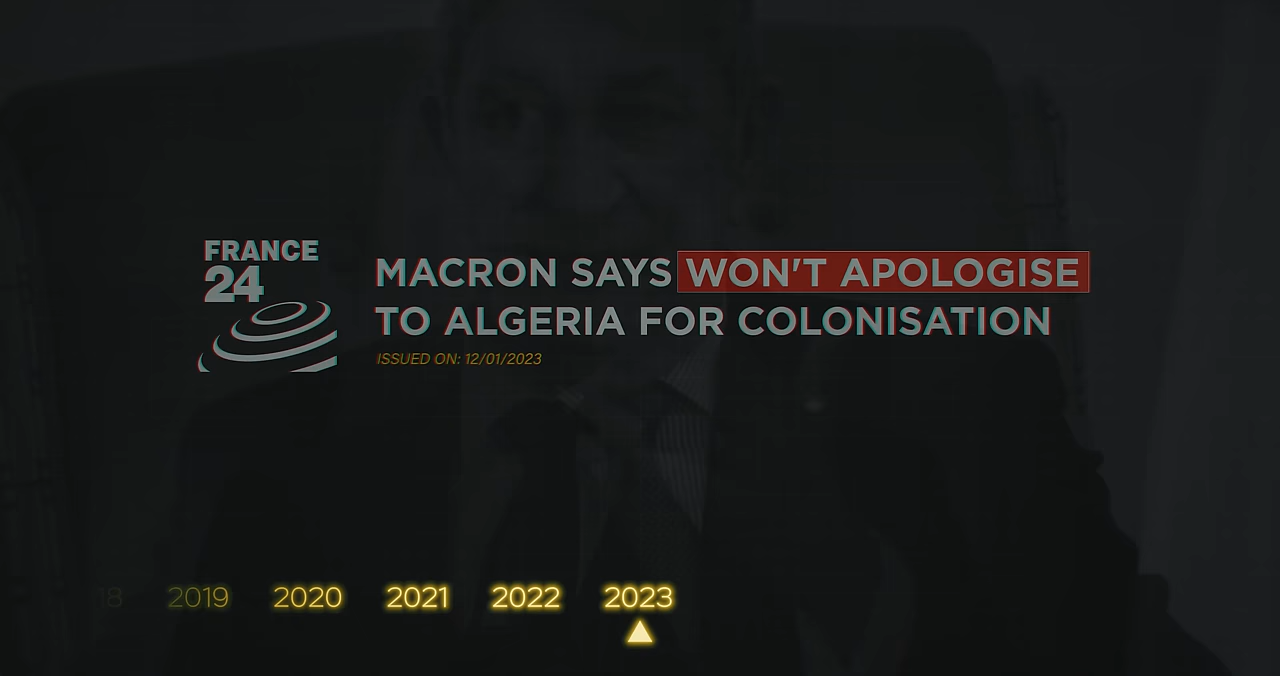 FRANCE
24
MACRON SAYS WON'T APOLOGISE
TO ALGERIA FOR COLONISATION
ISSUED ON: 12/01/2023
18 2019 2020 2021 2022 2023